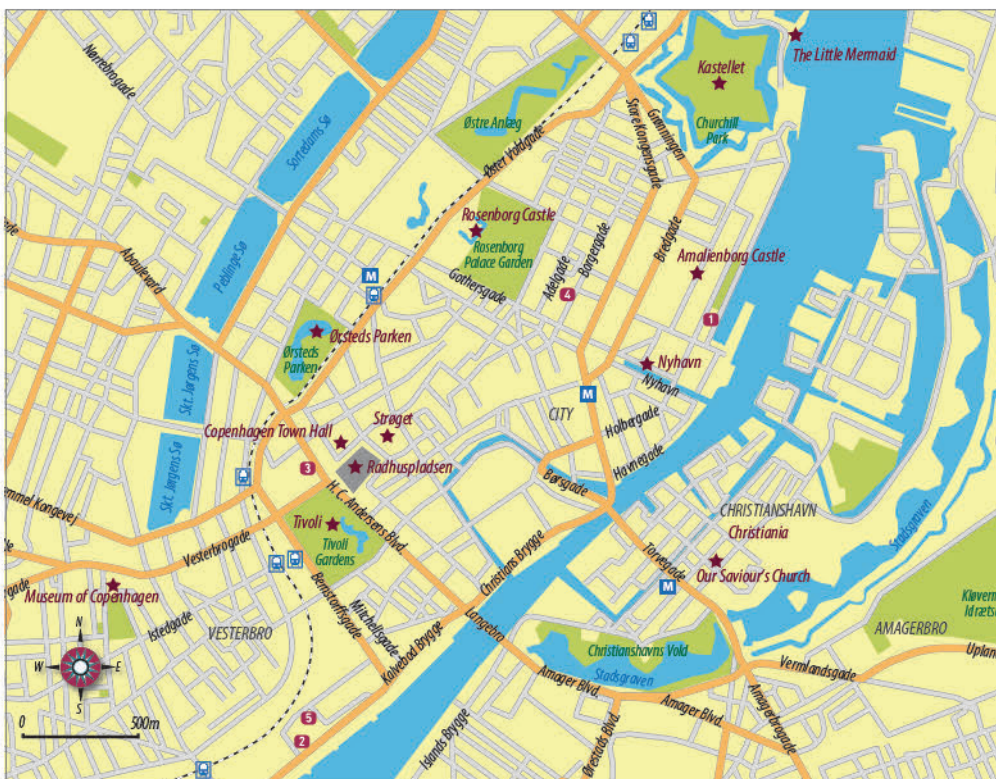 Nørrebrogade
The Little Mermaid
Kastellet
Churchill
Park
Østre Anlæg
Sortedams Sø
Store Kongensgade
Grønningen
Øster Voldgade
Rosenborg Castle
Rosenborg
Palace Garden
Gothersgade
Adelgade
Borgergade
4
Bredgade
Amalienborg Castle
1
Aboulevard
Peblinge Sø
M
Ørsteds Parken
Ørsteds
Parken
Nyhavn
Nyhavn
M
Skt. Jørgens Sø
CITY
Strøget
Copenhagen Town Hall
Holbergade
Havnegade
Radhuspladsen
3
Børsgade
Skt. Jørgens Sø
H. C. Andersens Blvd.
CHRISTIANSHAVN
Christiania
Stadsgraven
Tivoli
Tivoli
Gardens
Vesterbrogade
Christians Brygge
Torvegade
Our Saviour's Church
M
Museum of Copenhagen
Istedgade
VESTERBRO
Bernstorffsgade
Mitchellsgade
Kalvebod Brygge
Langebro
Christianshavns Vold
Stadsgraven
AMAGERBRO
Vermlandsgade
Amager Blvd.
Amager Blvd.
Amagerbrogade
Islands Brygge
Ørestads Blvd.
5
2
N
W
E
S
0
500m